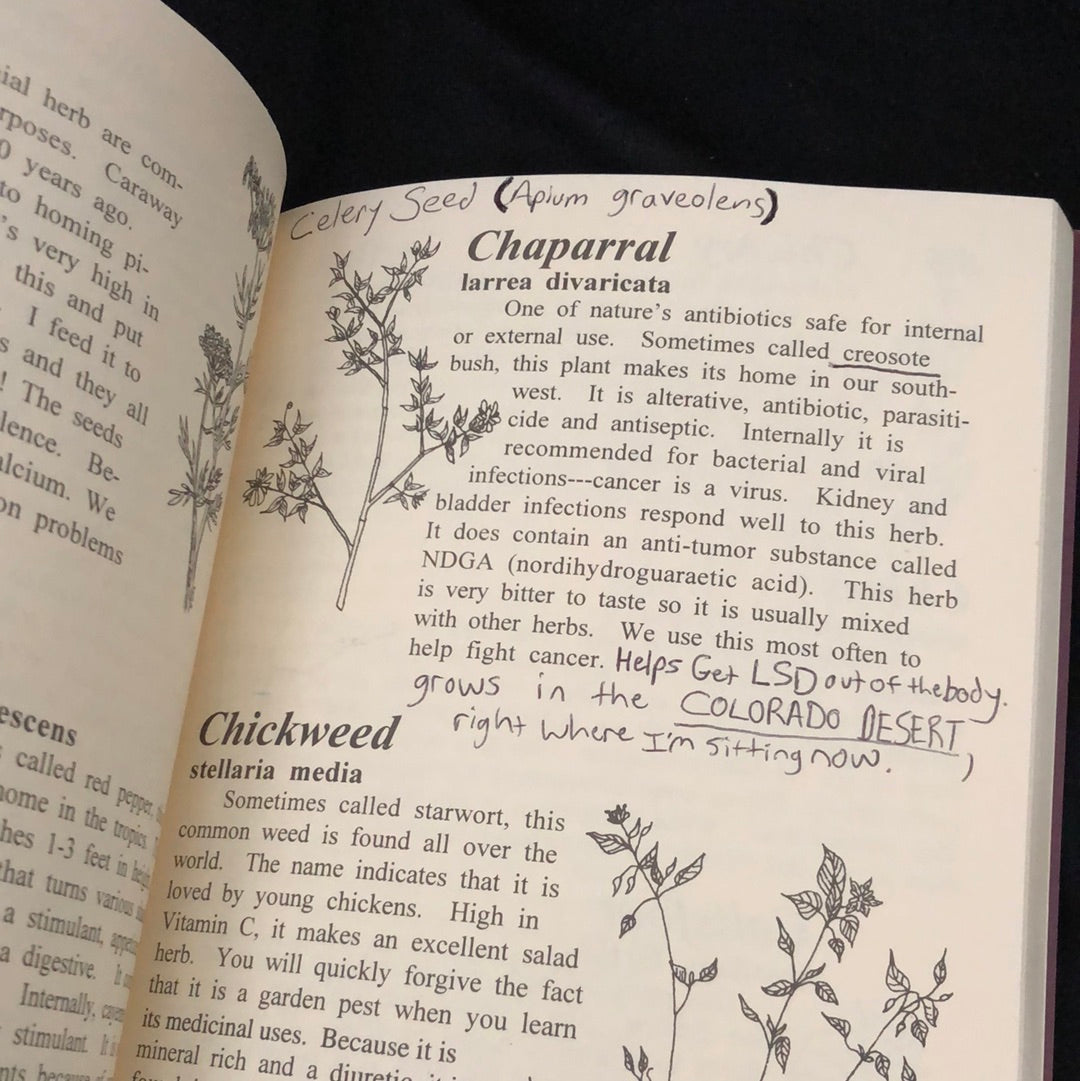 ial herb are com-
rposes. Caraway
0 years ago.
to homing pi-
's very high in
this and put
I feed it to
s and they all
! The seeds
lence. Be-
alcium. We
on problems
escens
called red pepper,
home in the tropics.
hes 1-3 feet in height
that turns various
a stimulant,
a digestive.
Internally,
stimulant.
nts, because
Celery Seed (Apium graveolens)
Chaparral
larrea divaricata
One of nature's antibiotics safe for internal
or external use. Sometimes called creosote
bush, this plant makes its home in our south-
west. It is alterative, antibiotic, parasiti-
cide and antiseptic. Internally it is
recommended for bacterial and viral
infections---cancer is a virus. Kidney and
bladder infections respond well to this herb.
It does contain an anti-tumor substance called
NDGA (nordihydroguaraetic acid). This herb
is very bitter to taste so it is usually mixed
with other herbs. We use this most often to
help fight cancer. Helps Get LSD out of the body.
grows in the COLORADO DESERT,
right where I'm sitting now.
Chickweed
stellaria media
Sometimes called starwort, this
common weed is found all over the
world. The name indicates that it is
loved by young chickens. High in
Vitamin C, it makes an excellent salad
herb. You will quickly forgive the fact
that it is a garden pest when you learn
its medicinal uses. Because it is
mineral rich and a diuretic